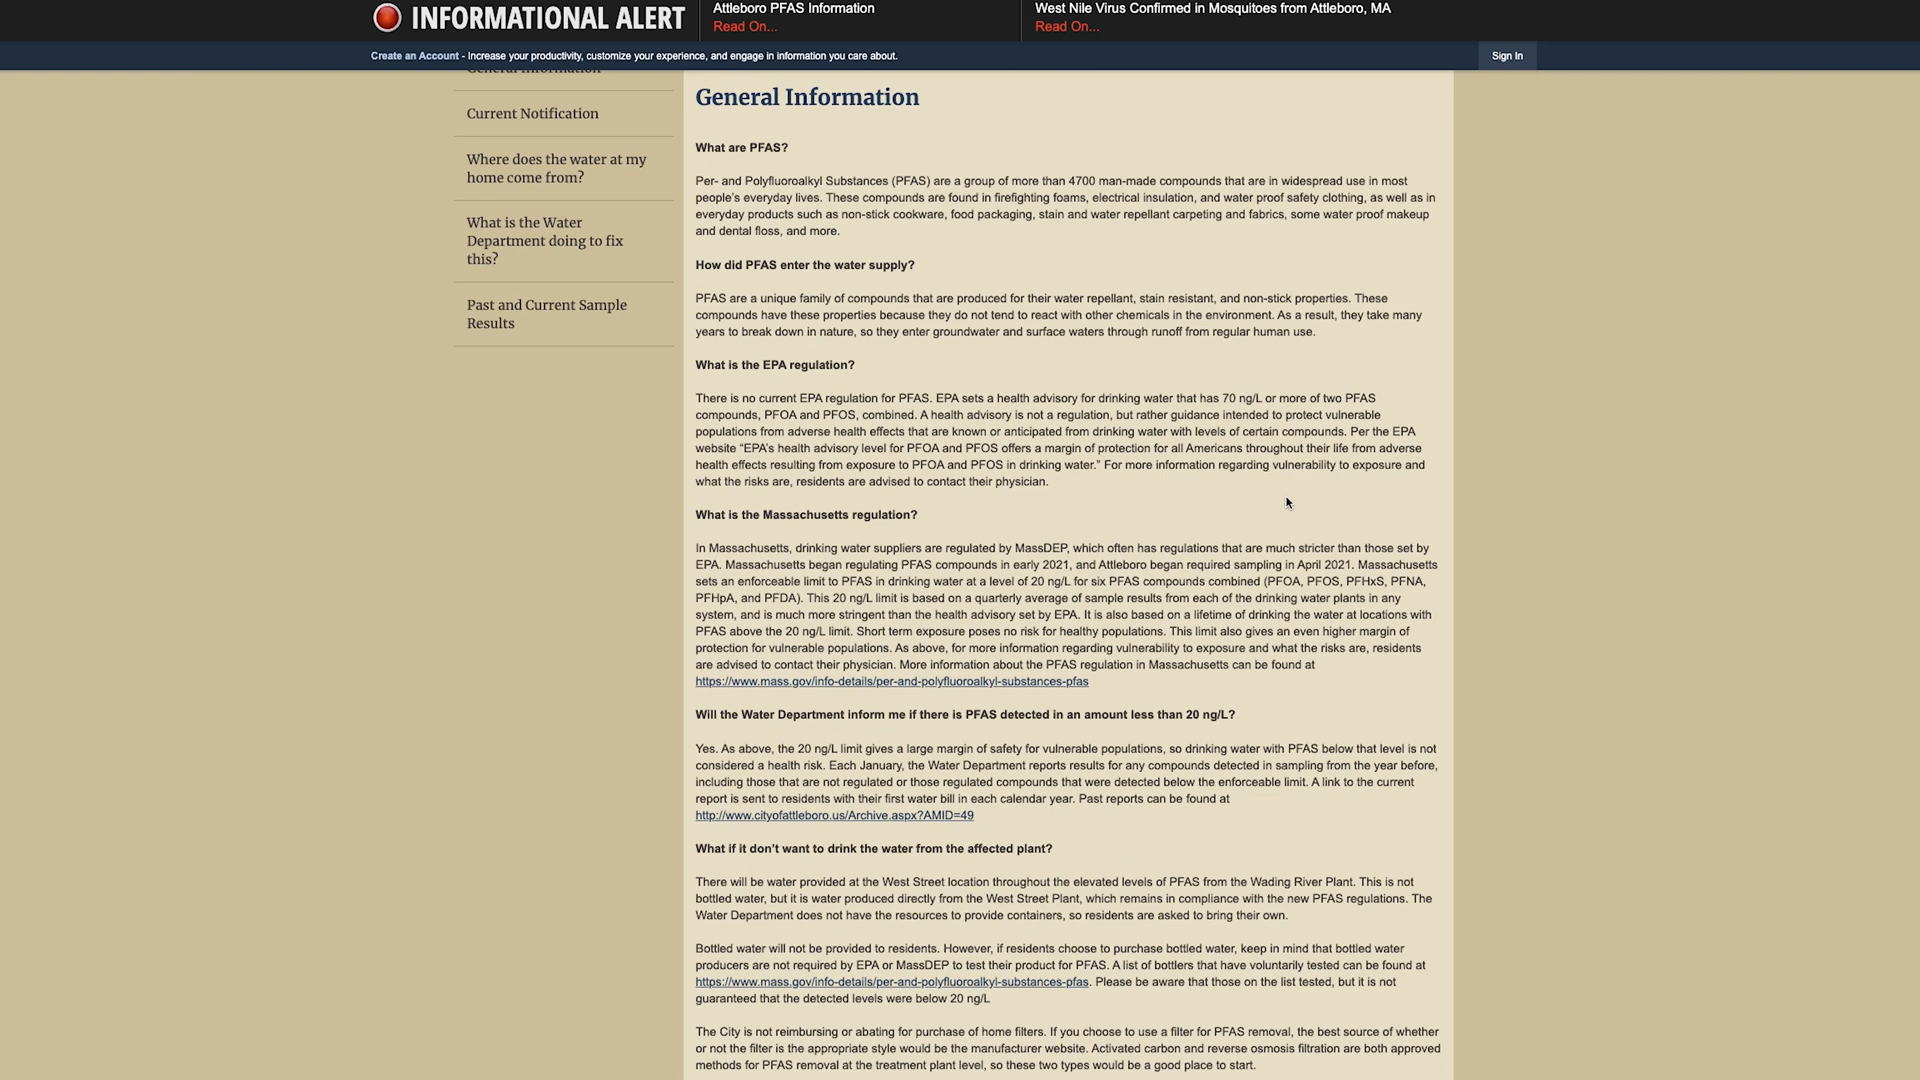 INFORMATIONAL ALERT
Attleboro PFAS Information
Read On...
West Nile Virus Confirmed in Mosquitoes from Attleboro, MA
Read On...
Create an Account - Increase your productivity, customize your experience, and engage in information you care about.
Sign In
General Information
Current Notification
Where does the water at my
home come from?
What is the Water
Department doing to fix
this?
Past and Current Sample
Results
General Information
What are PFAS?
Per- and Polyfluoroalkyl Substances (PFAS) are a group of more than 4700 man-made compounds that are in widespread use in most
people's everyday lives. These compounds are found in firefighting foams, electrical insulation, and water proof safety clothing, as well as in
everyday products such as non-stick cookware, food packaging, stain and water repellant carpeting and fabrics, some water proof makeup
and dental floss, and more.
How did PFAS enter the water supply?
PFAS are a unique family of compounds that are produced for their water repellant, stain resistant, and non-stick properties. These
compounds have these properties because they do not tend to react with other chemicals in the environment. As a result, they take many
years to break down in nature, so they enter groundwater and surface waters through runoff from regular human use.
What is the EPA regulation?
There is no current EPA regulation for PFAS. EPA sets a health advisory for drinking water that has 70 ng/L or more of two PFAS
compounds, PFOA and PFOS, combined. A health advisory is not a regulation, but rather guidance intended to protect vulnerable
populations from adverse health effects that are known or anticipated from drinking water with levels of certain compounds. Per the EPA
website “EPA's health advisory level for PFOA and PFOS offers a margin of protection for all Americans throughout their life from adverse
health effects resulting from exposure to PFOA and PFOS in drinking water.” For more information regarding vulnerability to exposure and
what the risks are, residents are advised to contact their physician.
What is the Massachusetts regulation?
In Massachusetts, drinking water suppliers are regulated by MassDEP, which often has regulations that are much stricter than those set by
EPA. Massachusetts began regulating PFAS compounds in early 2021, and Attleboro began required sampling in April 2021. Massachusetts
sets an enforceable limit to PFAS in drinking water at a level of 20 ng/L for six PFAS compounds combined (PFOA, PFOS, PFHxS, PFNA,
PFHpA, and PFDA). This 20 ng/L limit is based on a quarterly average of sample results from each of the drinking water plants in any
system, and is much more stringent than the health advisory set by EPA. It is also based on a lifetime of drinking the water at locations with
PFAS above the 20 ng/L limit. Short term exposure poses no risk for healthy populations. This limit also gives an even higher margin of
protection for vulnerable populations. As above, for more information regarding vulnerability to exposure and what the risks are, residents
are advised to contact their physician. More information about the PFAS regulation in Massachusetts can be found at
https://www.mass.gov/info-details/per-and-polyfluoroalkyl-substances-pfas
Will the Water Department inform me if there is PFAS detected in an amount less than 20 ng/L?
Yes. As above, the 20 ng/L limit gives a large margin of safety for vulnerable populations, so drinking water with PFAS below that level is not
considered a health risk. Each January, the Water Department reports results for any compounds detected in sampling from the year before,
including those that are not regulated or those regulated compounds that were detected below the enforceable limit. A link to the current
report is sent to residents with their first water bill in each calendar year. Past reports can be found at
http://www.cityofattleboro.us/Archive.aspx?AMID=49
What if it don't want to drink the water from the affected plant?
There will be water provided at the West Street location throughout the elevated levels of PFAS from the Wading River Plant. This is not
bottled water, but it is water produced directly from the West Street Plant, which remains in compliance with the new PFAS regulations. The
Water Department does not have the resources to provide containers, so residents are asked to bring their own.
Bottled water will not be provided to residents. However, if residents choose to purchase bottled water, keep in mind that bottled water
producers are not required by EPA or MassDEP to test their product for PFAS. A list of bottlers that have voluntarily tested can be found at
https://www.mass.gov/info-details/per-and-polyfluoroalkyl-substances-pfas. Please be aware that those on the list tested, but it is not
guaranteed that the detected levels were below 20 ng/L
The City is not reimbursing or abating for purchase of home filters. If you choose to use a filter for PFAS removal, the best source of whether
or not the filter is the appropriate style would be the manufacturer website. Activated carbon and reverse osmosis filtration are both approved
methods for PFAS removal at the treatment plant level, so these two types would be a good place to start.